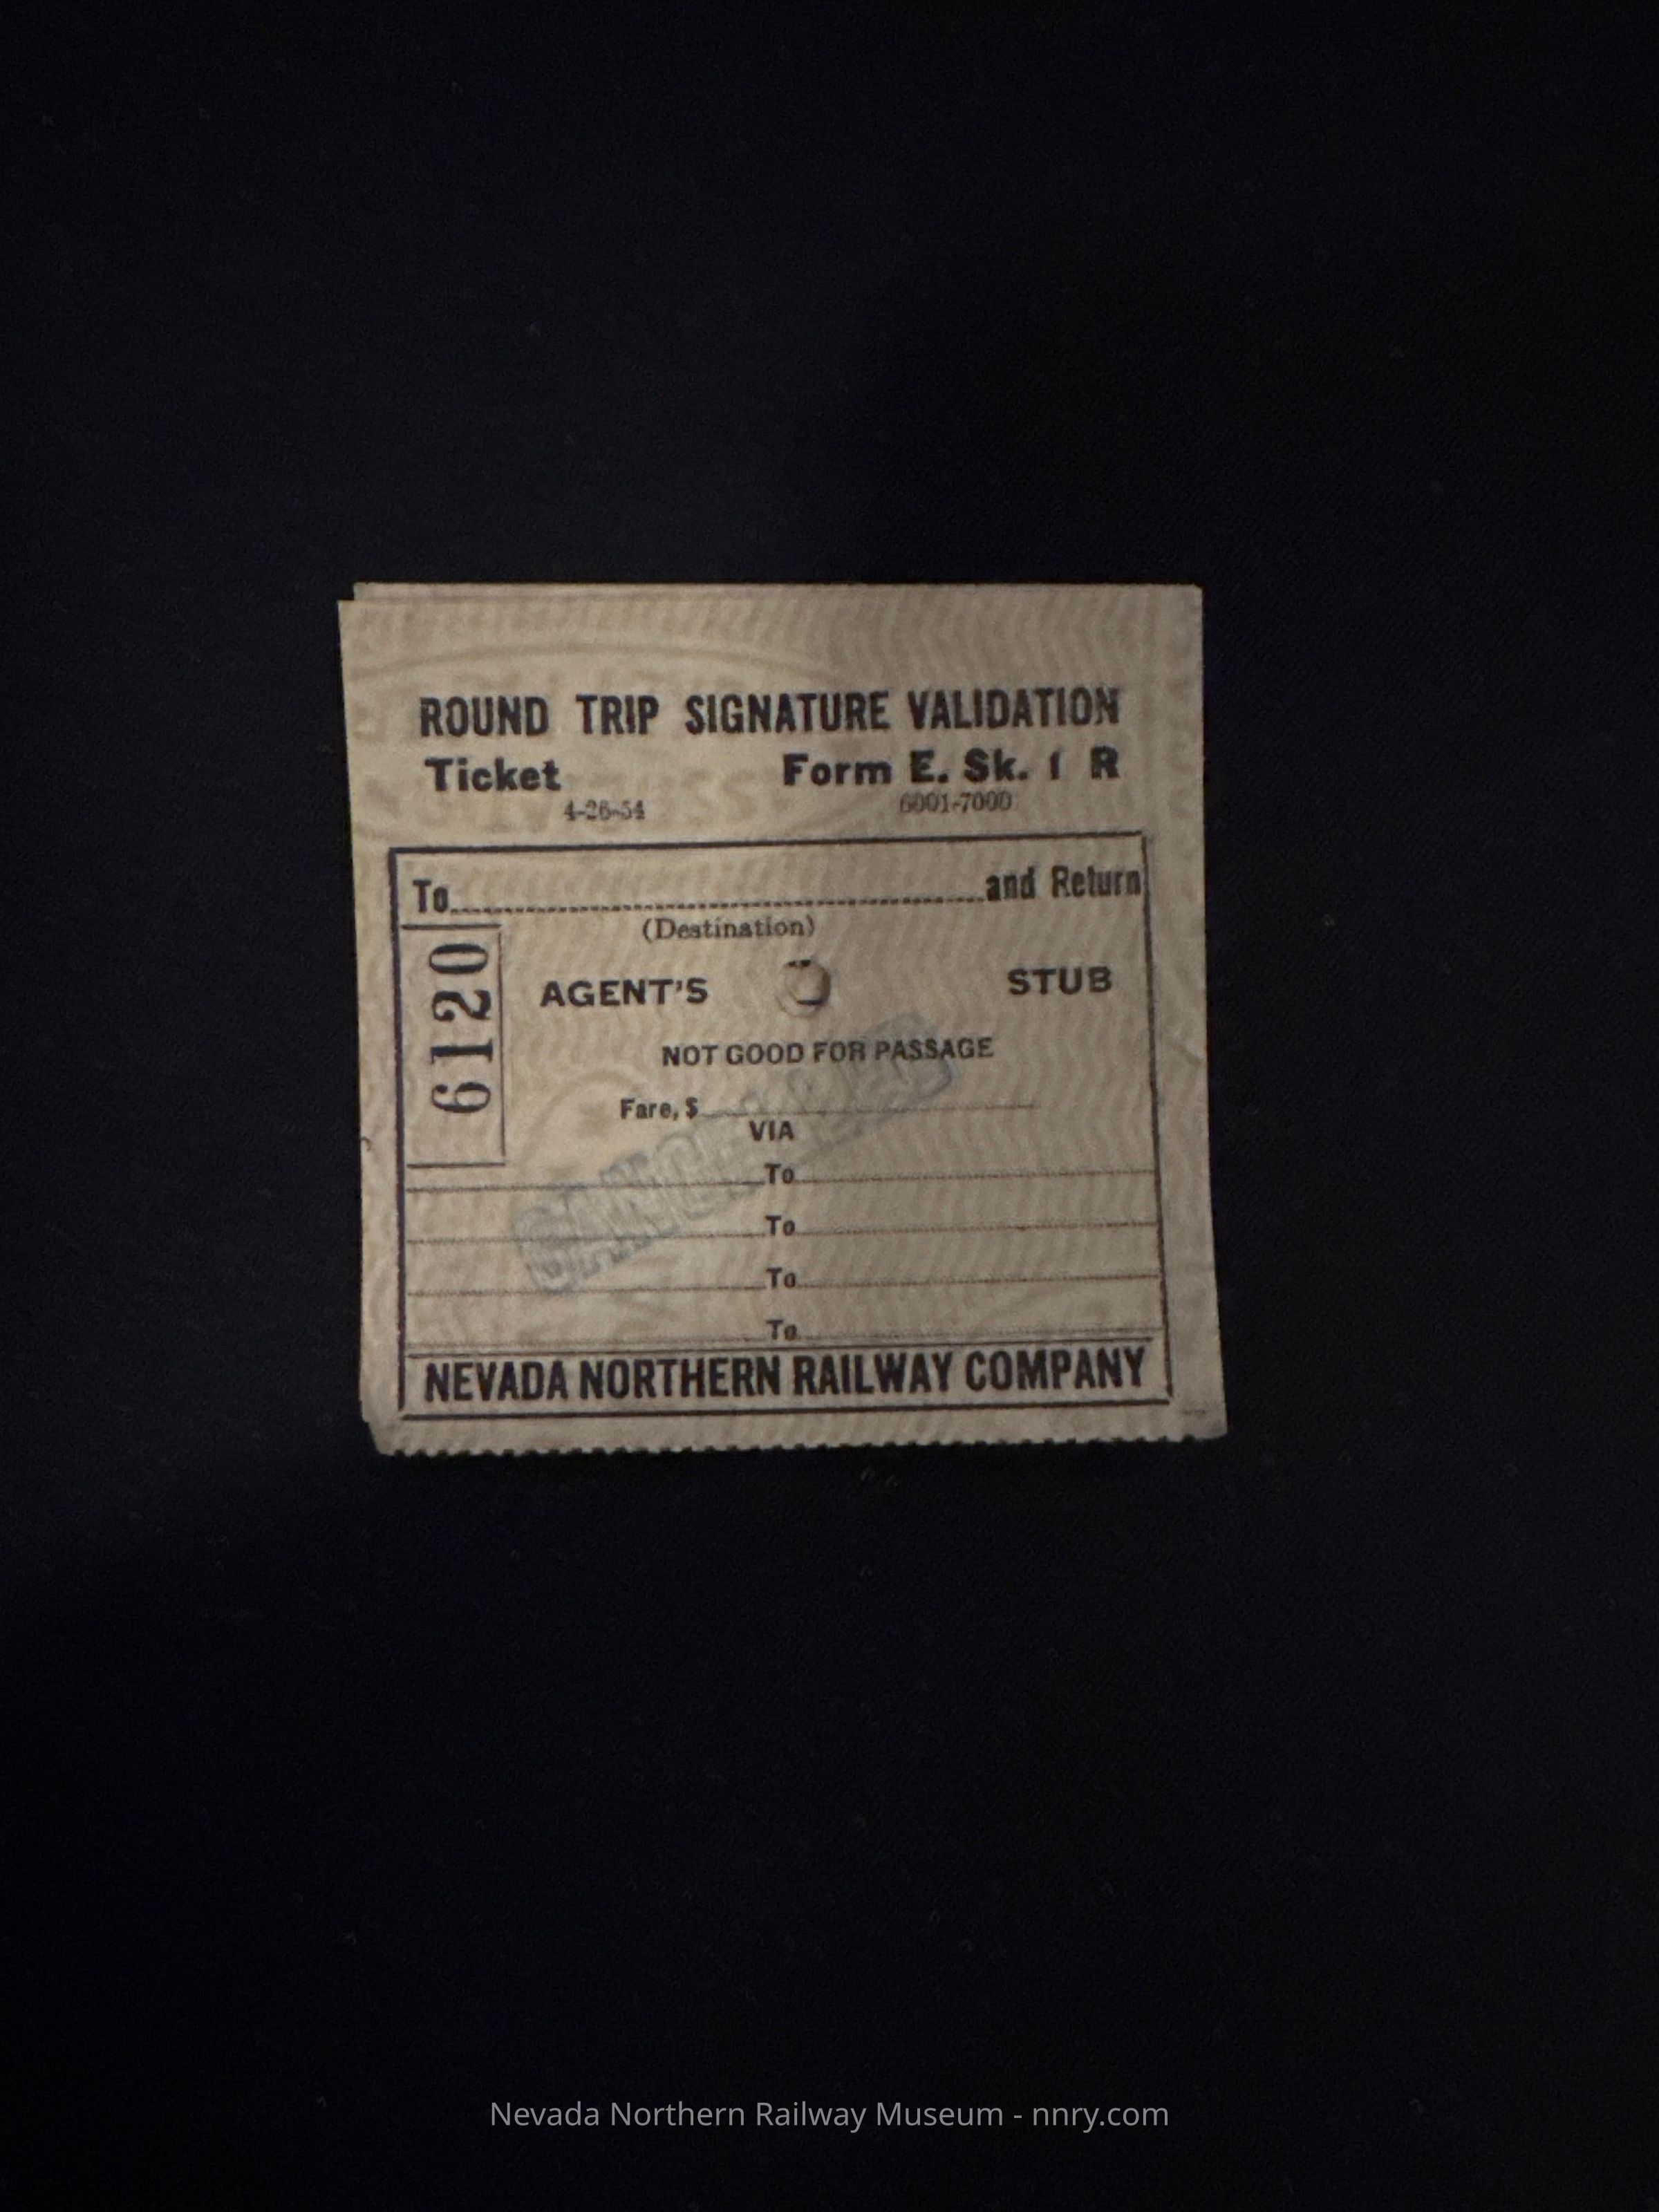 ROUND TRIP SIGNATURE VALIDATION
Ticket Form E. Sk. 1 R
4-26-54 6001-7000
To and Return
(Destination)
6120
AGENT'S STUB
NOT GOOD FOR PASSAGE
Fare, $
VIA
To
To
To
To
CANCELLED
NEVADA NORTHERN RAILWAY COMPANY
Nevada Northern Railway Museum - nnry.com